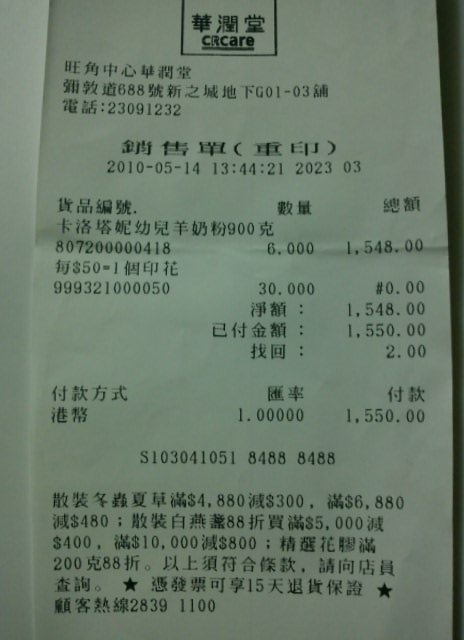 華潤堂
CRcare
旺角中心華潤堂
彌敦道688號新之城地下G01-03舖
電話:23091232
銷售單(重印)
2010-05-14 13:44:21 2023 03
貨品編號. 數量 總額
卡洛塔妮幼兒羊奶粉900克
807200000418 6.000 1,548.00
每$50=1個印花
999321000050 30.000 #0.00
淨額： 1,548.00
已付金額： 1,550.00
找回： 2.00
付款方式 匯率 付款
港幣 1.00000 1,550.00
S103041051 8488 8488
散裝冬蟲夏草滿$4,880減$300，滿$6,880
減$480；散裝白燕盞88折買滿$5,000減
$400，滿$10,000減$800；精選花膠滿
200克88折。以上須符合條款，請向店員
查詢。 ★ 憑發票可享15天退貨保證 ★
顧客熱線2839 1100